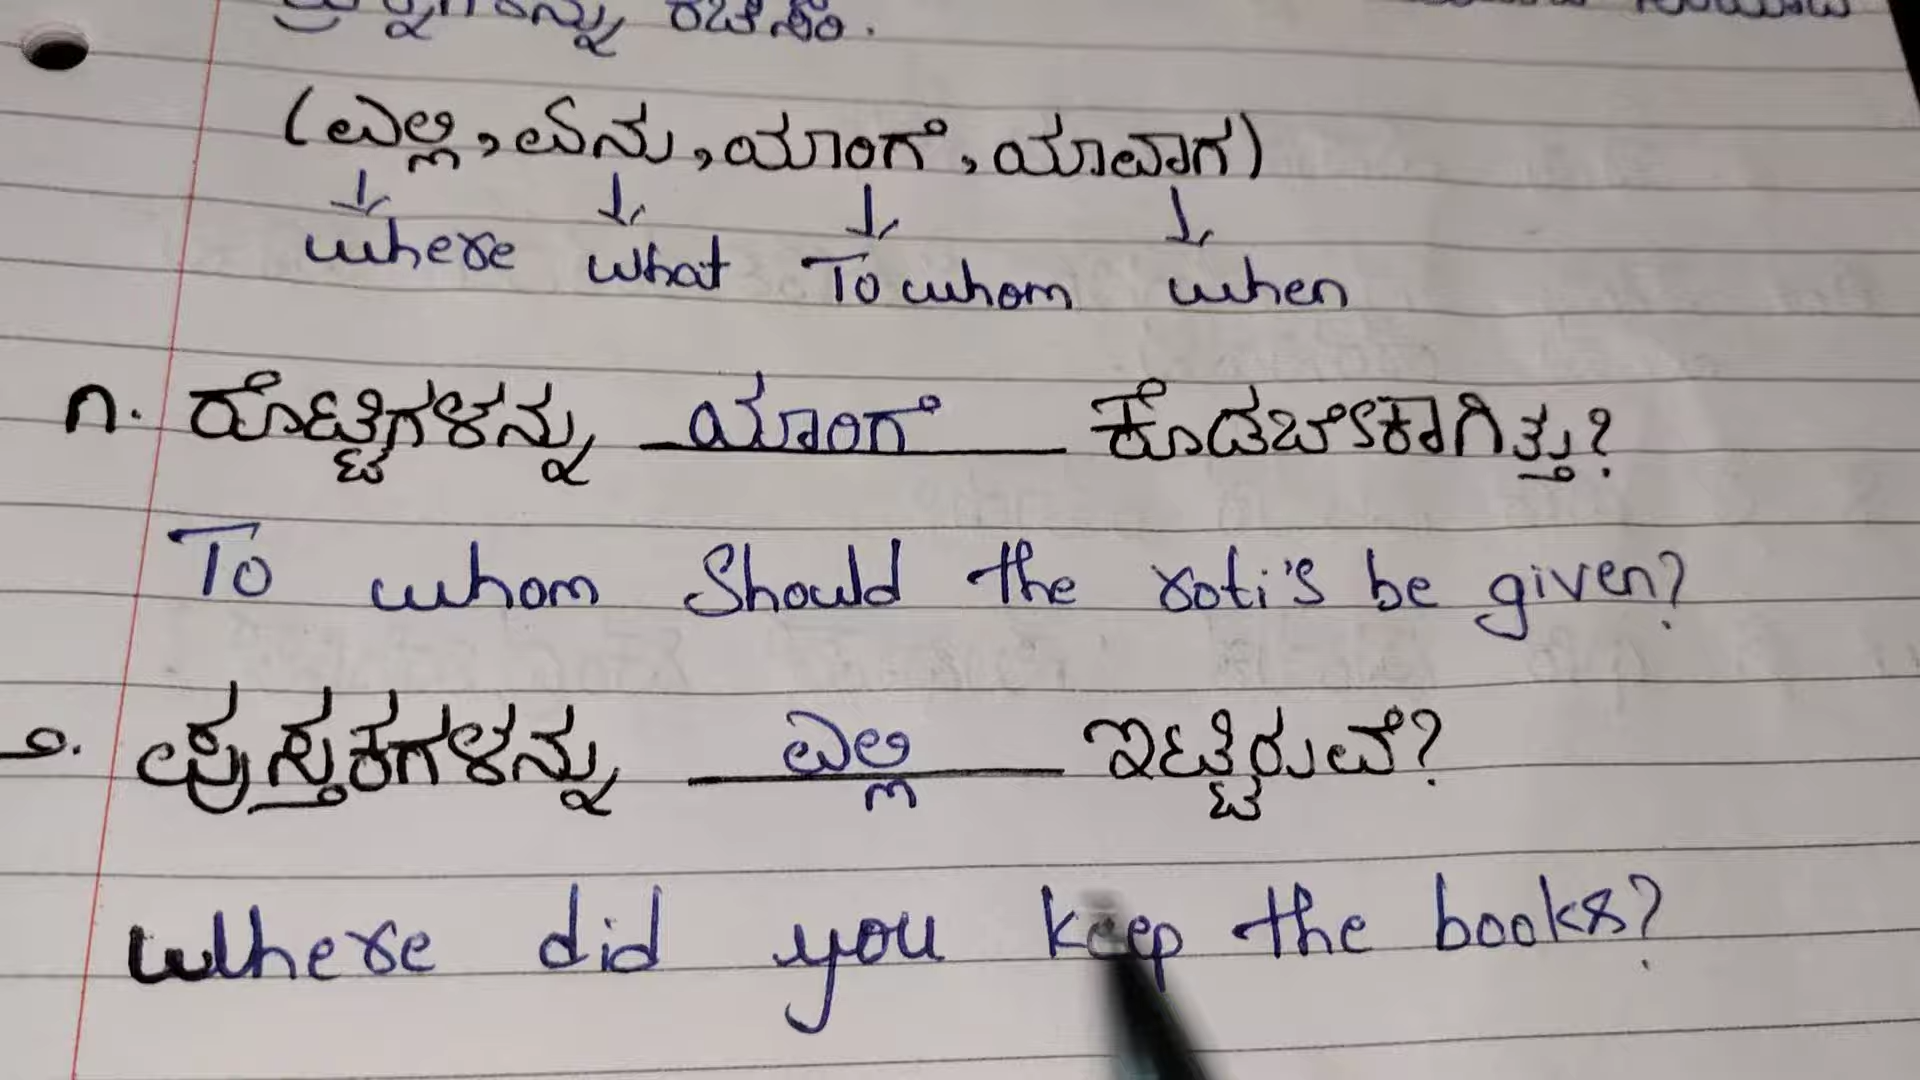 ರಚಿಸಿರಿ.
(ಎಲ್ಲಿ, ಏನು, ಯಾಂಗೆ, ಯಾವಾಗ)
where what To whom when
೧. ರೊಟ್ಟಿಗಳನ್ನು ಯಾಂಗೆ ಕೊಡಬೇಕಾಗಿತ್ತು?
To whom should the roti's be given?
೨. ಪುಸ್ತಕಗಳನ್ನು ಎಲ್ಲಿ ಇಟ್ಟಿರುವೆ?
Where did you keep the books?